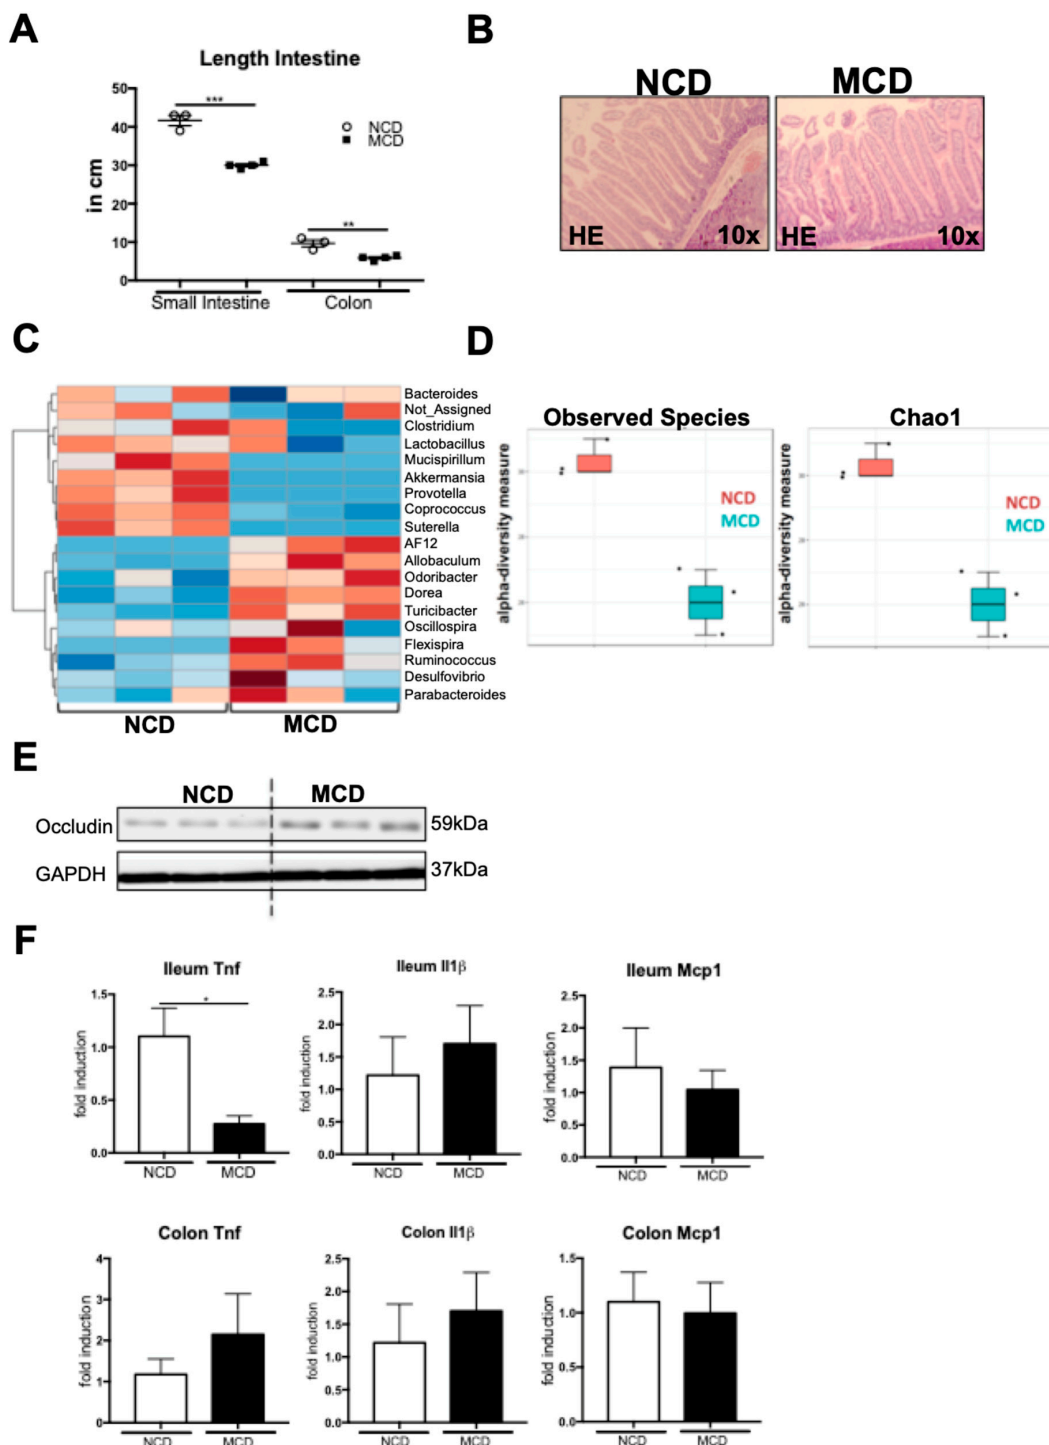 A
Length Intestine
in cm
50
40
30
20
10
0
***
**
NCD
MCD
Small Intestine
Colon
B
NCD
MCD
HE
10x
HE
10x
C
Bacteroides
Not_Assigned
Clostridium
Lactobacillus
Mucispirillum
Akkermansia
Provotella
Coprococcus
Suterella
AF12
Allobaculum
Odoribacter
Dorea
Turicibacter
Oscillospira
Flexispira
Ruminococcus
Desulfovibrio
Parabacteroides
NCD
MCD
D
Observed Species
alpha-diversity measure
NCD
MCD
Chao1
alpha-diversity measure
NCD
MCD
E
NCD
MCD
Occludin
59kDa
GAPDH
37kDa
F
Ileum Tnf
fold induction
1.5
1.0
0.5
0.0
*
NCD
MCD
Ileum Il1β
fold induction
2.5
2.0
1.5
1.0
0.5
0.0
NCD
MCD
Ileum Mcp1
fold induction
2.5
2.0
1.5
1.0
0.5
0.0
NCD
MCD
Colon Tnf
fold induction
4
3
2
1
0
NCD
MCD
Colon Il1β
fold induction
2.5
2.0
1.5
1.0
0.5
0.0
NCD
MCD
Colon Mcp1
fold induction
1.5
1.0
0.5
0.0
NCD
MCD